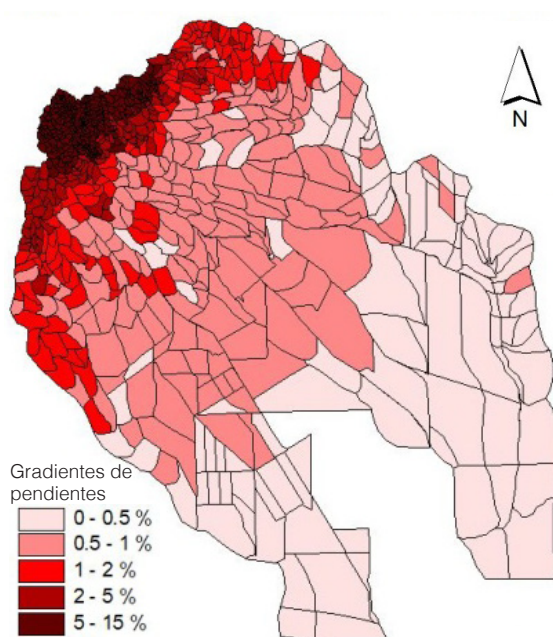 N
Gradientes de
pendientes
0 - 0.5 %
0.5 - 1 %
1 - 2 %
2 - 5 %
5 - 15 %